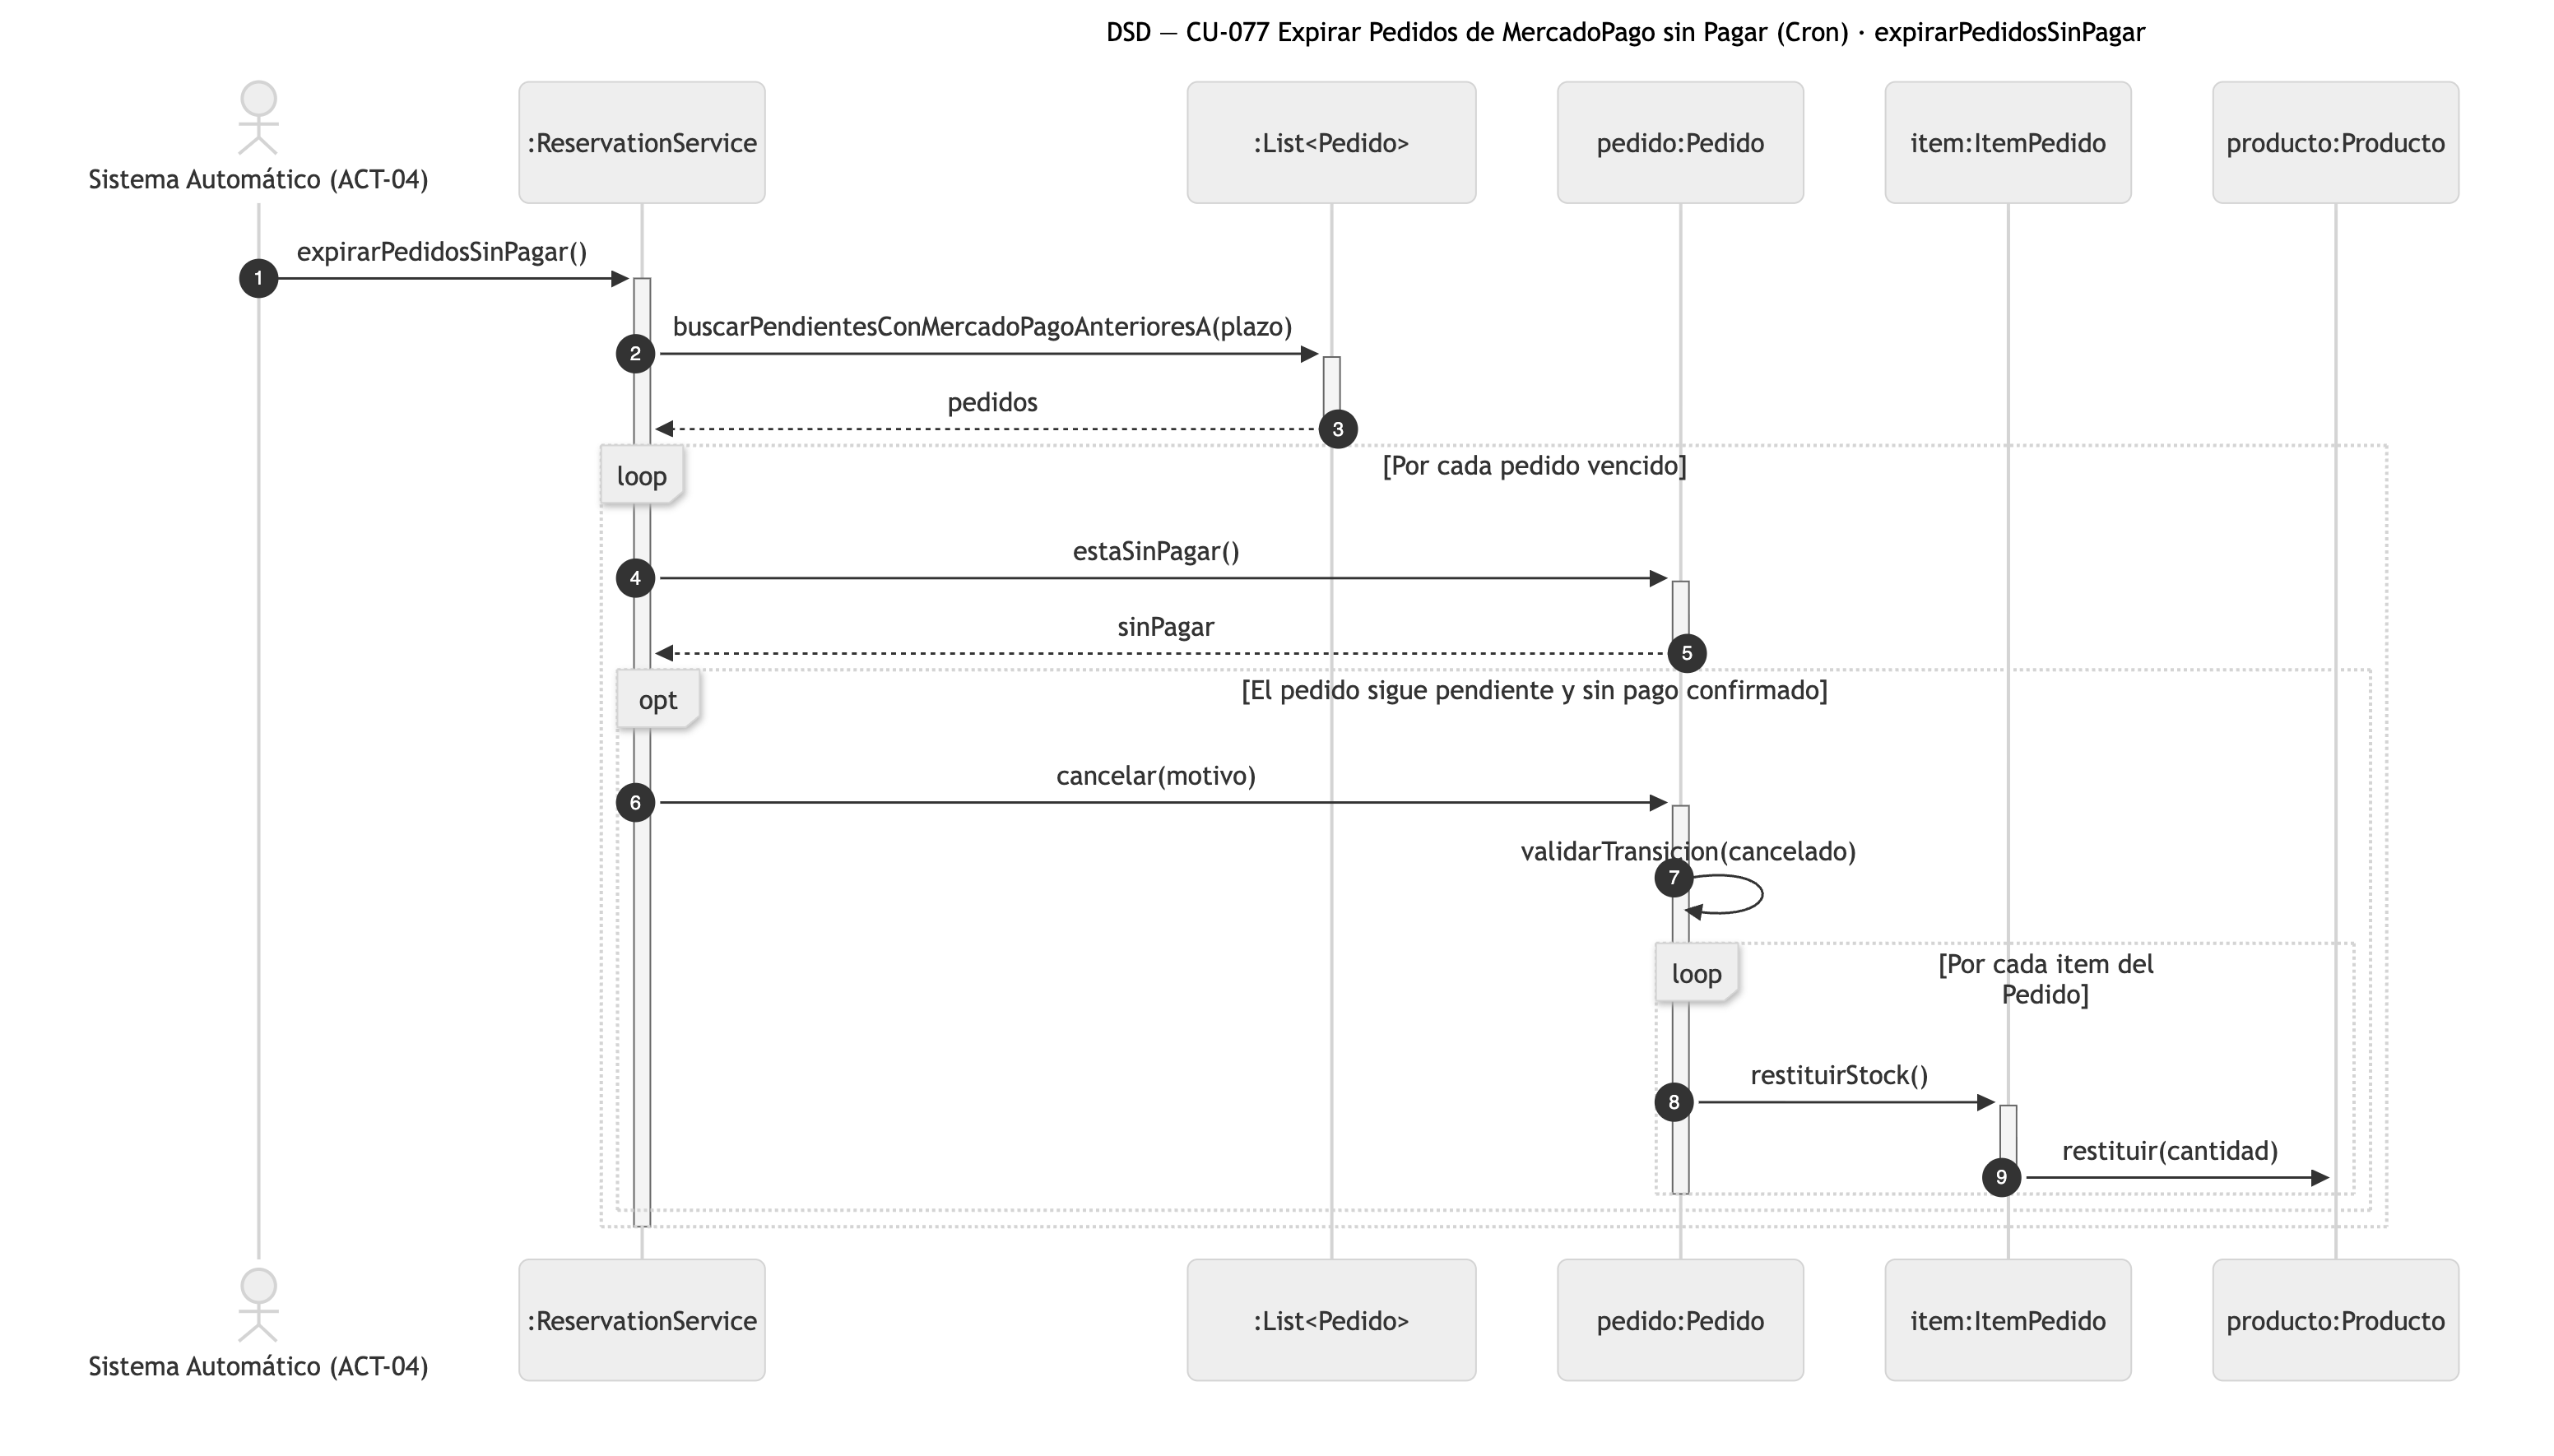 DSD — CU-077 Expirar Pedidos de MercadoPago sin Pagar (Cron) · expirarPedidosSinPagar
Sistema Automático (ACT-04)
:ReservationService
:List<Pedido>
pedido:Pedido
item:ItemPedido
producto:Producto
expirarPedidosSinPagar()
1
buscarPendientesConMercadoPagoAnterioresA(plazo)
2
pedidos
3
loop
[Por cada pedido vencido]
estaSinPagar()
4
sinPagar
5
opt
[El pedido sigue pendiente y sin pago confirmado]
cancelar(motivo)
6
validarTransicion(cancelado)
7
loop
[Por cada item del
Pedido]
restituirStock()
8
restituir(cantidad)
9
Sistema Automático (ACT-04)
:ReservationService
:List<Pedido>
pedido:Pedido
item:ItemPedido
producto:Producto